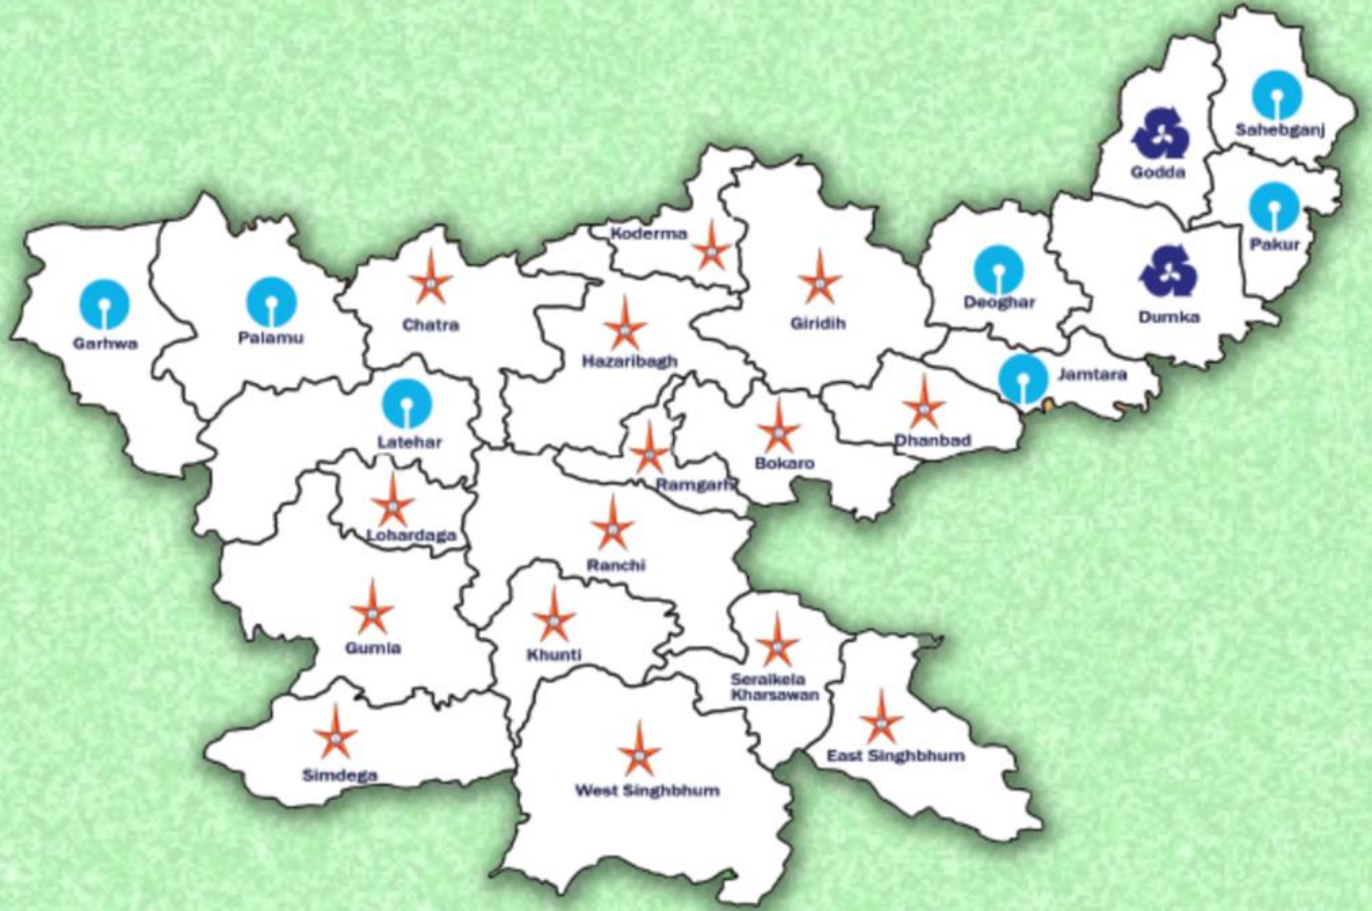 Sahebganj
Godda
Pakur
Koderma
Deoghar
Dumka
Chatra
Giridih
Garhwa
Palamu
Hazaribagh
Jamtara
Latehar
Dhanbad
Bokaro
Ramgarh
Lohardaga
Ranchi
Gumla
Khunti
Seraikela
Kharsawan
East Singhbhum
Simdega
West Singhbhum